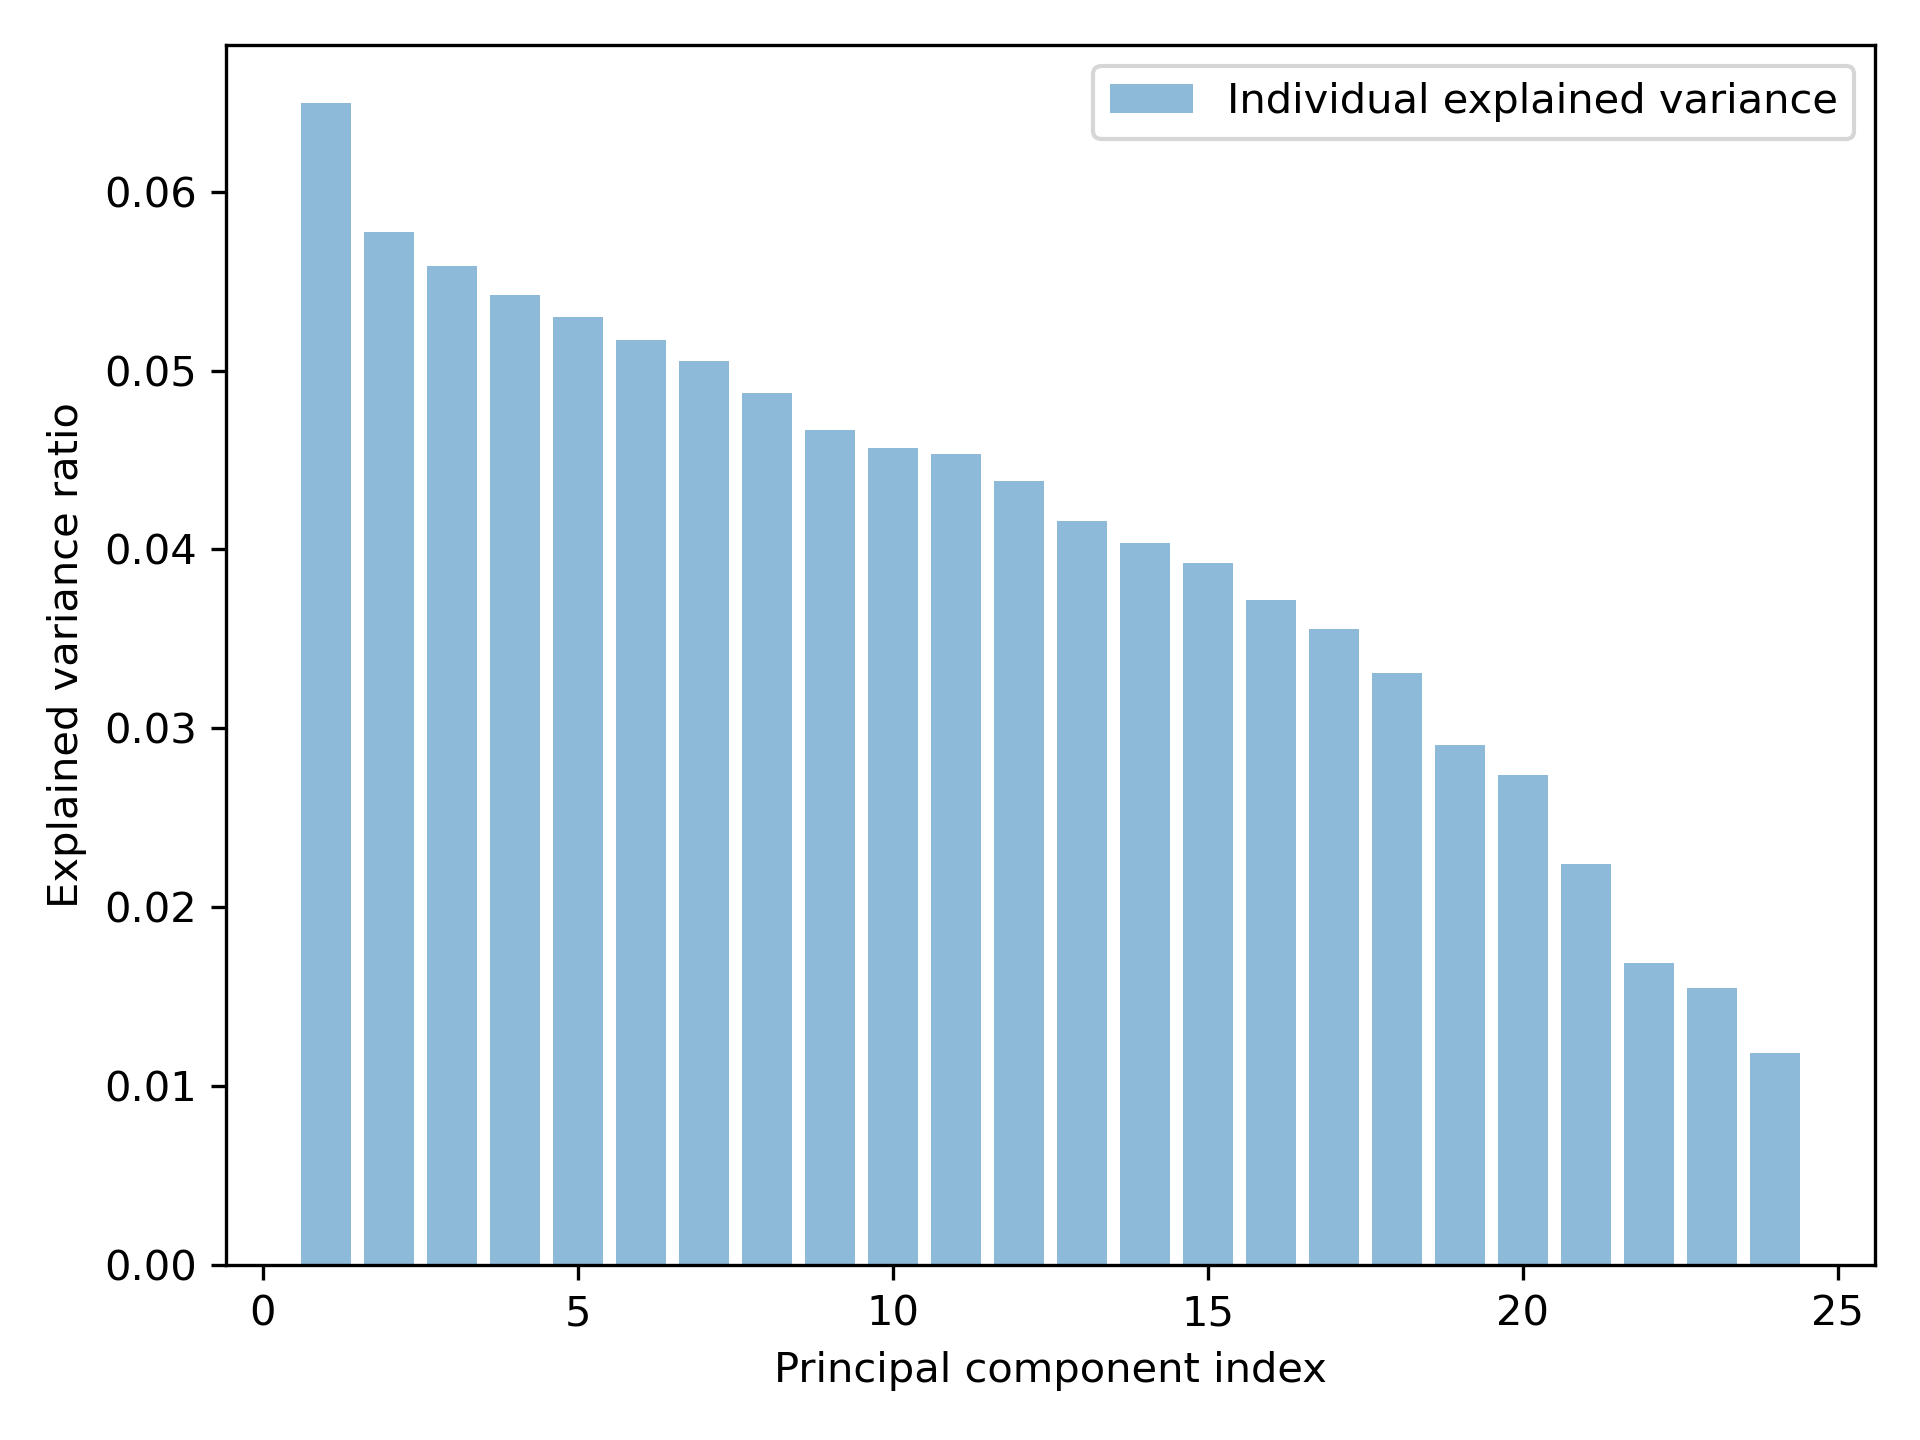 Individual explained variance
0.06
0.05
0.04
0.03
0.02
0.01
0.00
Explained variance ratio
0 5 10 15 20 25
Principal component index